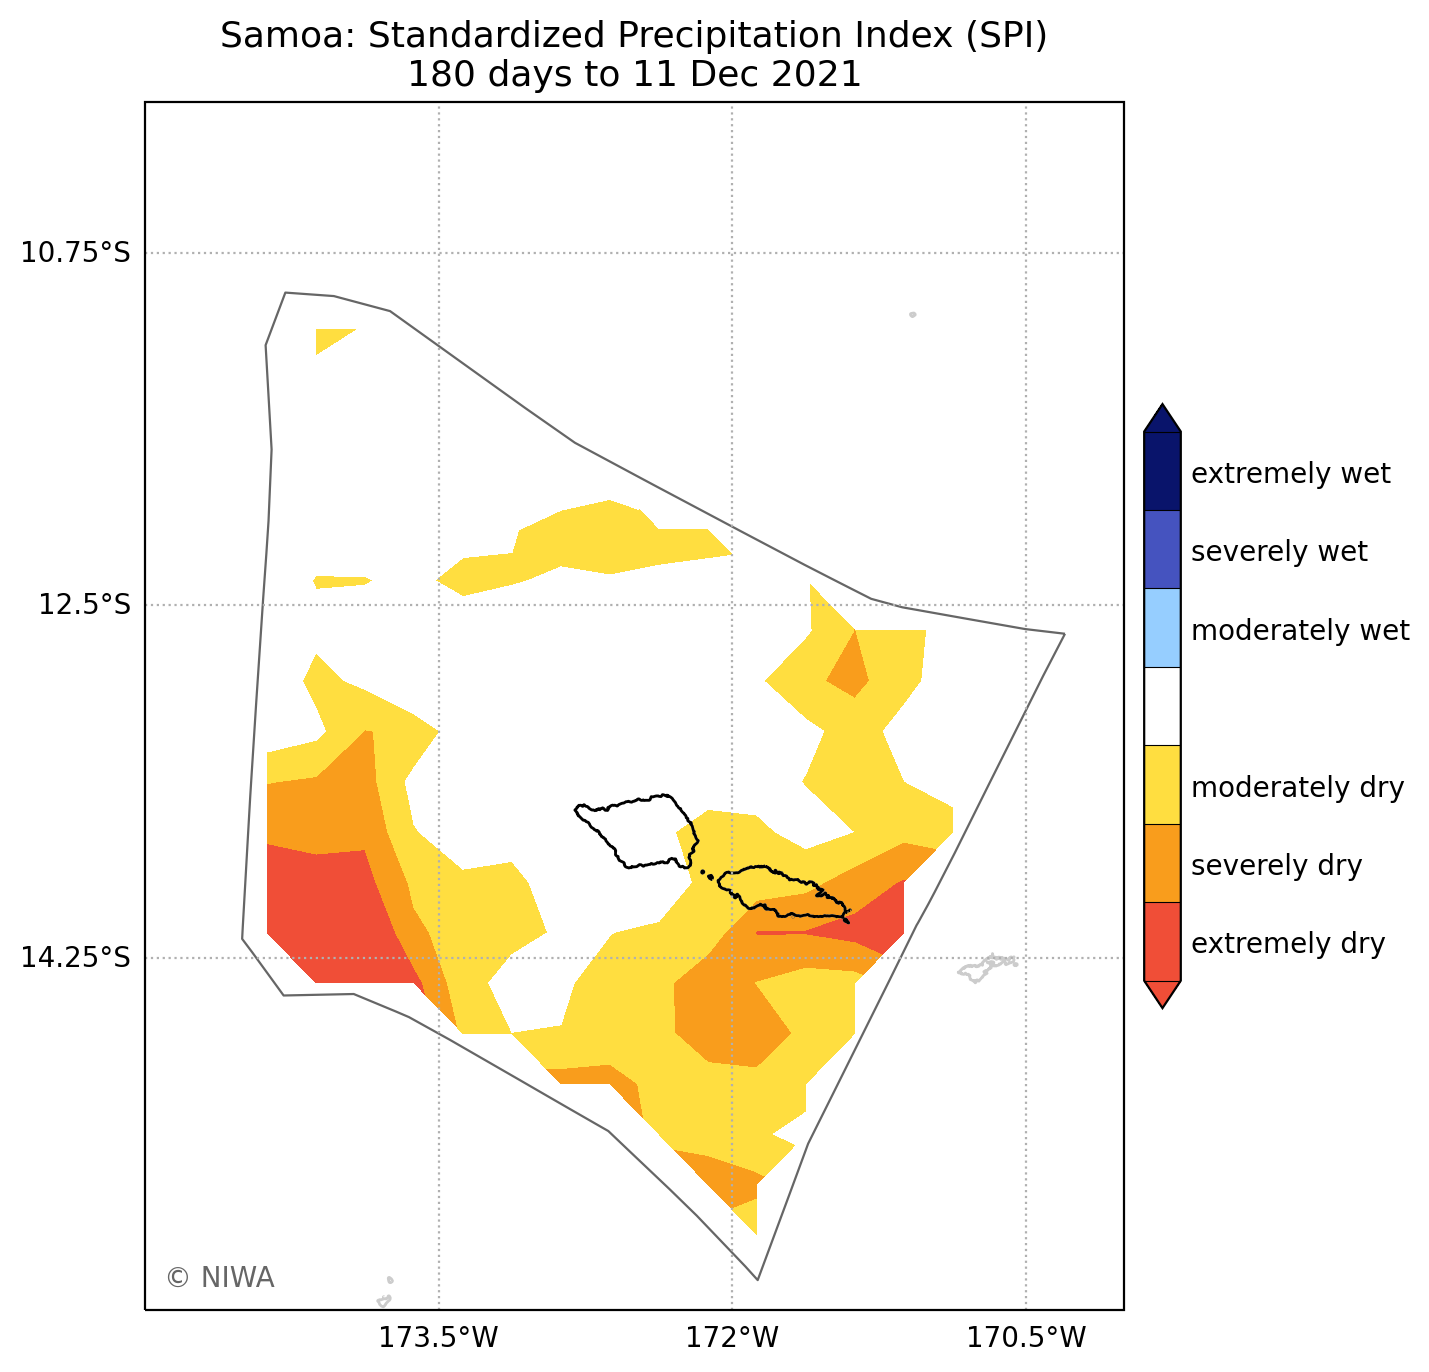 Samoa: Standardized Precipitation Index (SPI)
180 days to 11 Dec 2021
10.75°S
12.5°S
14.25°S
173.5°W
172°W
170.5°W
extremely wet
severely wet
moderately wet
moderately dry
severely dry
extremely dry
© NIWA